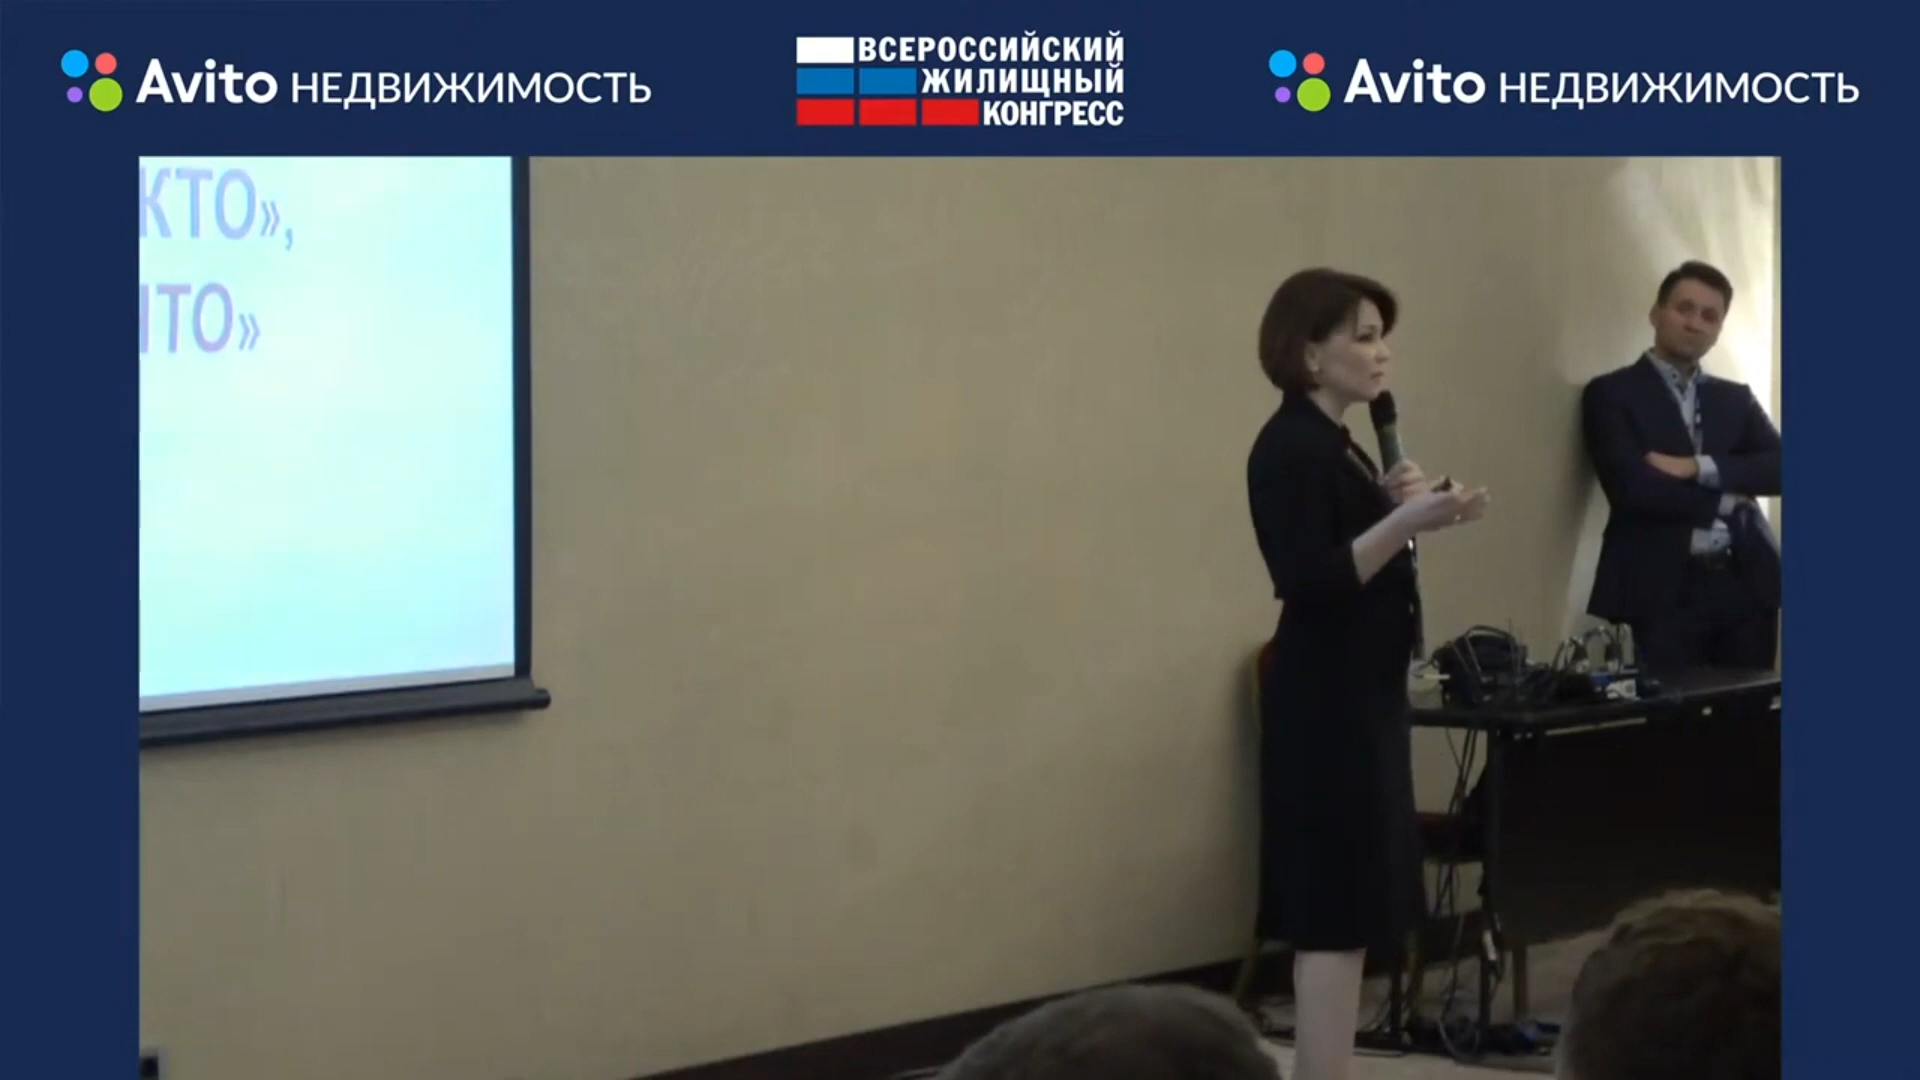 Avito НЕДВИЖИМОСТЬ
ВСЕРОССИЙСКИЙ
ЖИЛИЩНЫЙ
КОНГРЕСС
Avito НЕДВИЖИМОСТЬ
КТО»,
ТО»